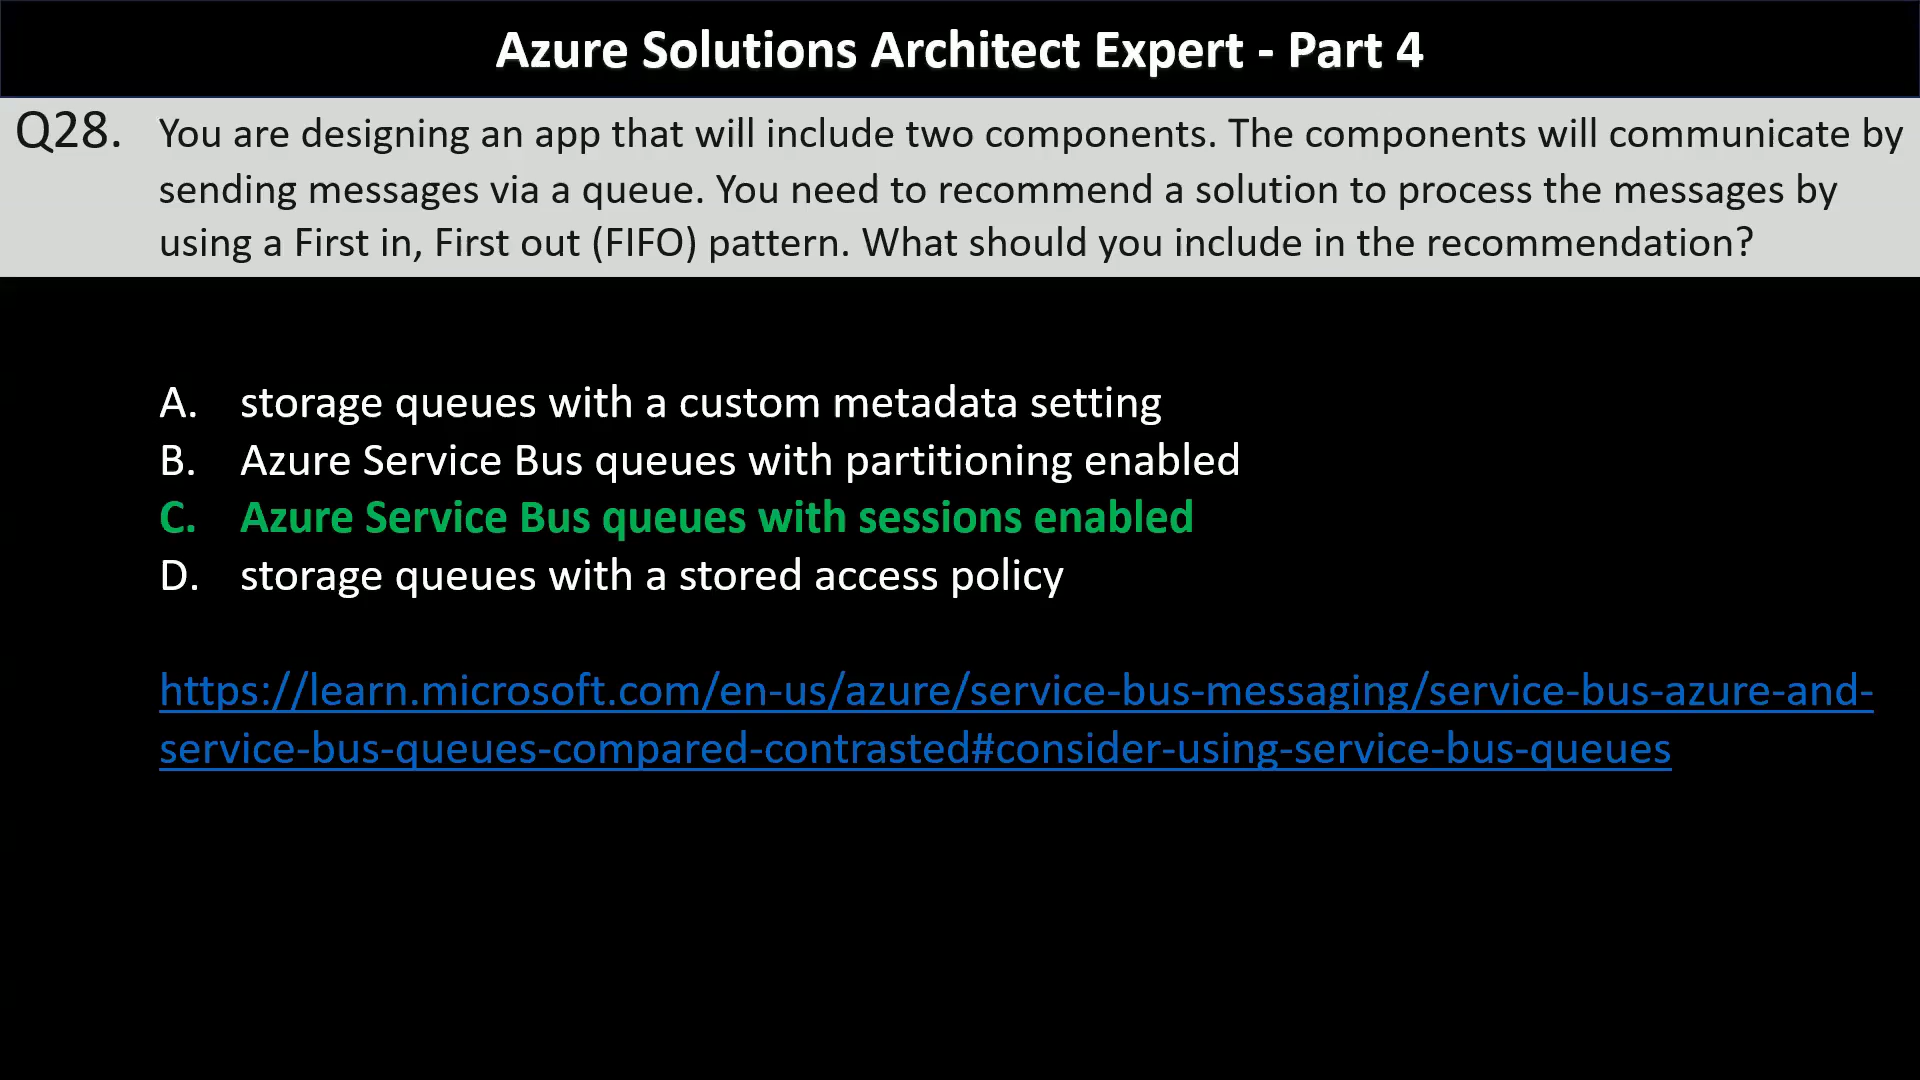 Azure Solutions Architect Expert - Part 4
Q28. You are designing an app that will include two components. The components will communicate by
sending messages via a queue. You need to recommend a solution to process the messages by
using a First in, First out (FIFO) pattern. What should you include in the recommendation?
A. storage queues with a custom metadata setting
B. Azure Service Bus queues with partitioning enabled
C. Azure Service Bus queues with sessions enabled
D. storage queues with a stored access policy
https://learn.microsoft.com/en-us/azure/service-bus-messaging/service-bus-azure-and-
service-bus-queues-compared-contrasted#consider-using-service-bus-queues